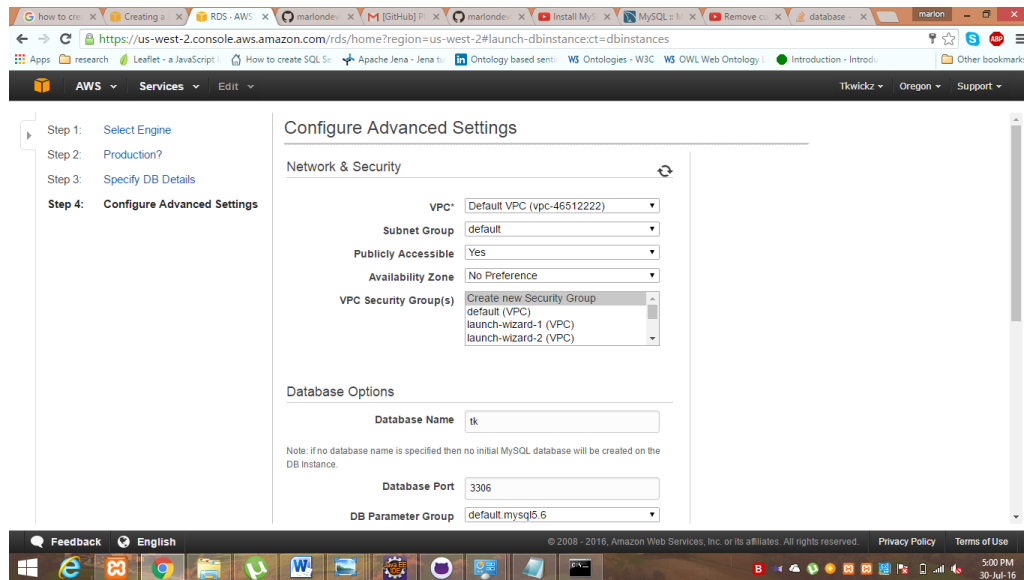 how to cre
Creating a
RDS - AWS
marlondev
[GitHub] Pl
marlondev
Install MyS
MySQL ::
Remove cu
database -
marlon
https://us-west-2.console.aws.amazon.com/rds/home?region=us-west-2#launch-dbinstance:ct=dbinstances
Apps
research
Leaflet - a JavaScript
How to create SQL Se
Apache Jena - Jena tu
Ontology based senti
W3 Ontologies - W3C
W3 OWL Web Ontology L
Introduction - Introdu
Other bookmarks
AWS
Services
Edit
Tkwickz
Oregon
Support
Step 1: Select Engine
Step 2: Production?
Step 3: Specify DB Details
Step 4: Configure Advanced Settings
Configure Advanced Settings
Network & Security
VPC* Default VPC (vpc-46512222)
Subnet Group default
Publicly Accessible Yes
Availability Zone No Preference
VPC Security Group(s) Create new Security Group
default (VPC)
launch-wizard-1 (VPC)
launch-wizard-2 (VPC)
Database Options
Database Name tk
Note: if no database name is specified then no initial MySQL database will be created on the
DB Instance.
Database Port 3306
DB Parameter Group default.mysql5.6
Feedback
English
© 2008 - 2016, Amazon Web Services, Inc. or its affiliates. All rights reserved.
Privacy Policy
Terms of Use
5:00 PM
30-Jul-16